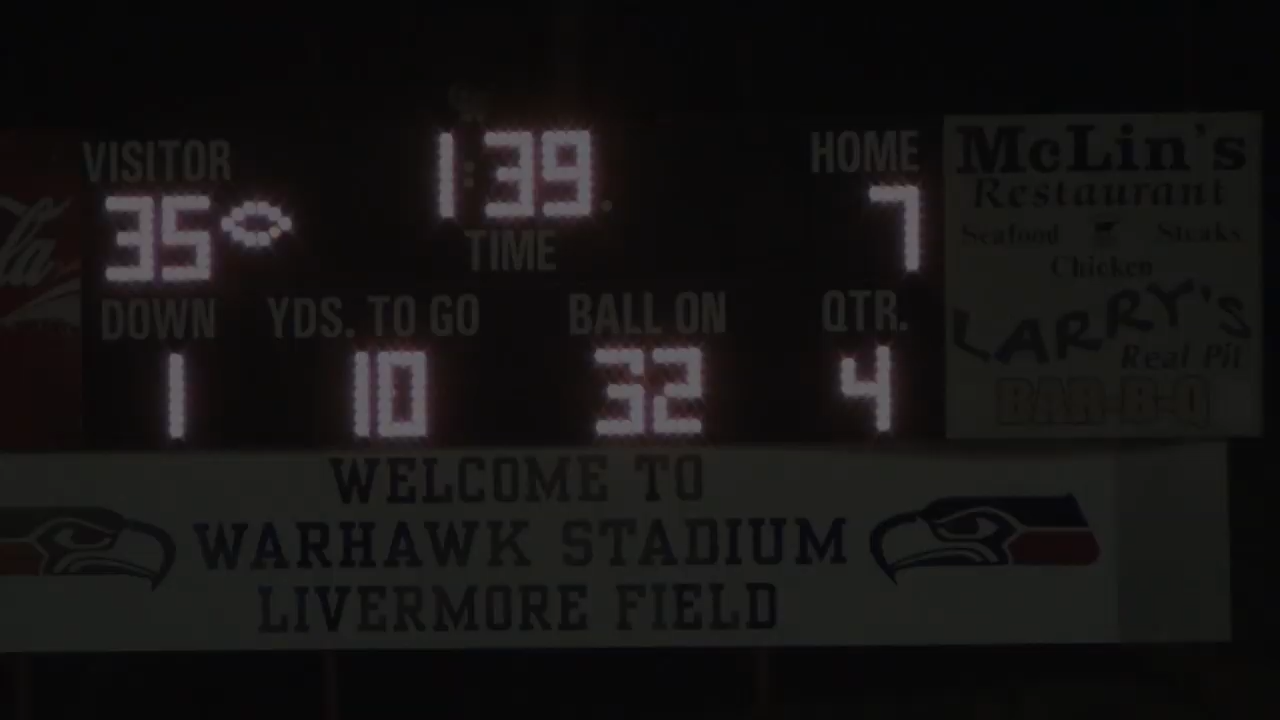 VISITOR
1:39
HOME
35
7
TIME
DOWN
YDS. TO GO
BALL ON
QTR.
1
10
32
4
McLin's
Restaurant
Seafood Steaks
Chicken
LARRY'S
Real Pit
BAR-B-Q
WELCOME TO
WARHAWK STADIUM
LIVERMORE FIELD